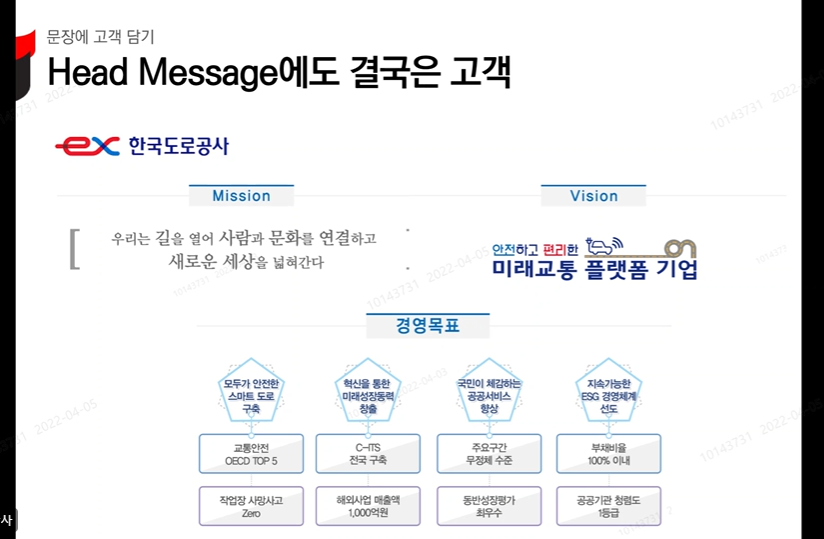 문장에 고객 담기
Head Message에도 결국은 고객
ex 한국도로공사
Mission
Vision
우리는 길을 열어 사람과 문화를 연결하고
새로운 세상을 넓혀간다
안전하고 편리한
미래교통 플랫폼 기업
경영목표
모두가 안전한
스마트 도로
구축
혁신을 통한
미래성장동력
창출
국민이 체감하는
공공서비스
향상
지속가능한
ESG 경영체계
선도
교통안전
OECD TOP 5
C-ITS
전국 구축
주요구간
무정체 수준
부채비율
100% 이내
작업장 사망사고
Zero
해외사업 매출액
1,000억원
동반성장평가
최우수
공공기관 청렴도
1등급
사
10143731 2022-04-05